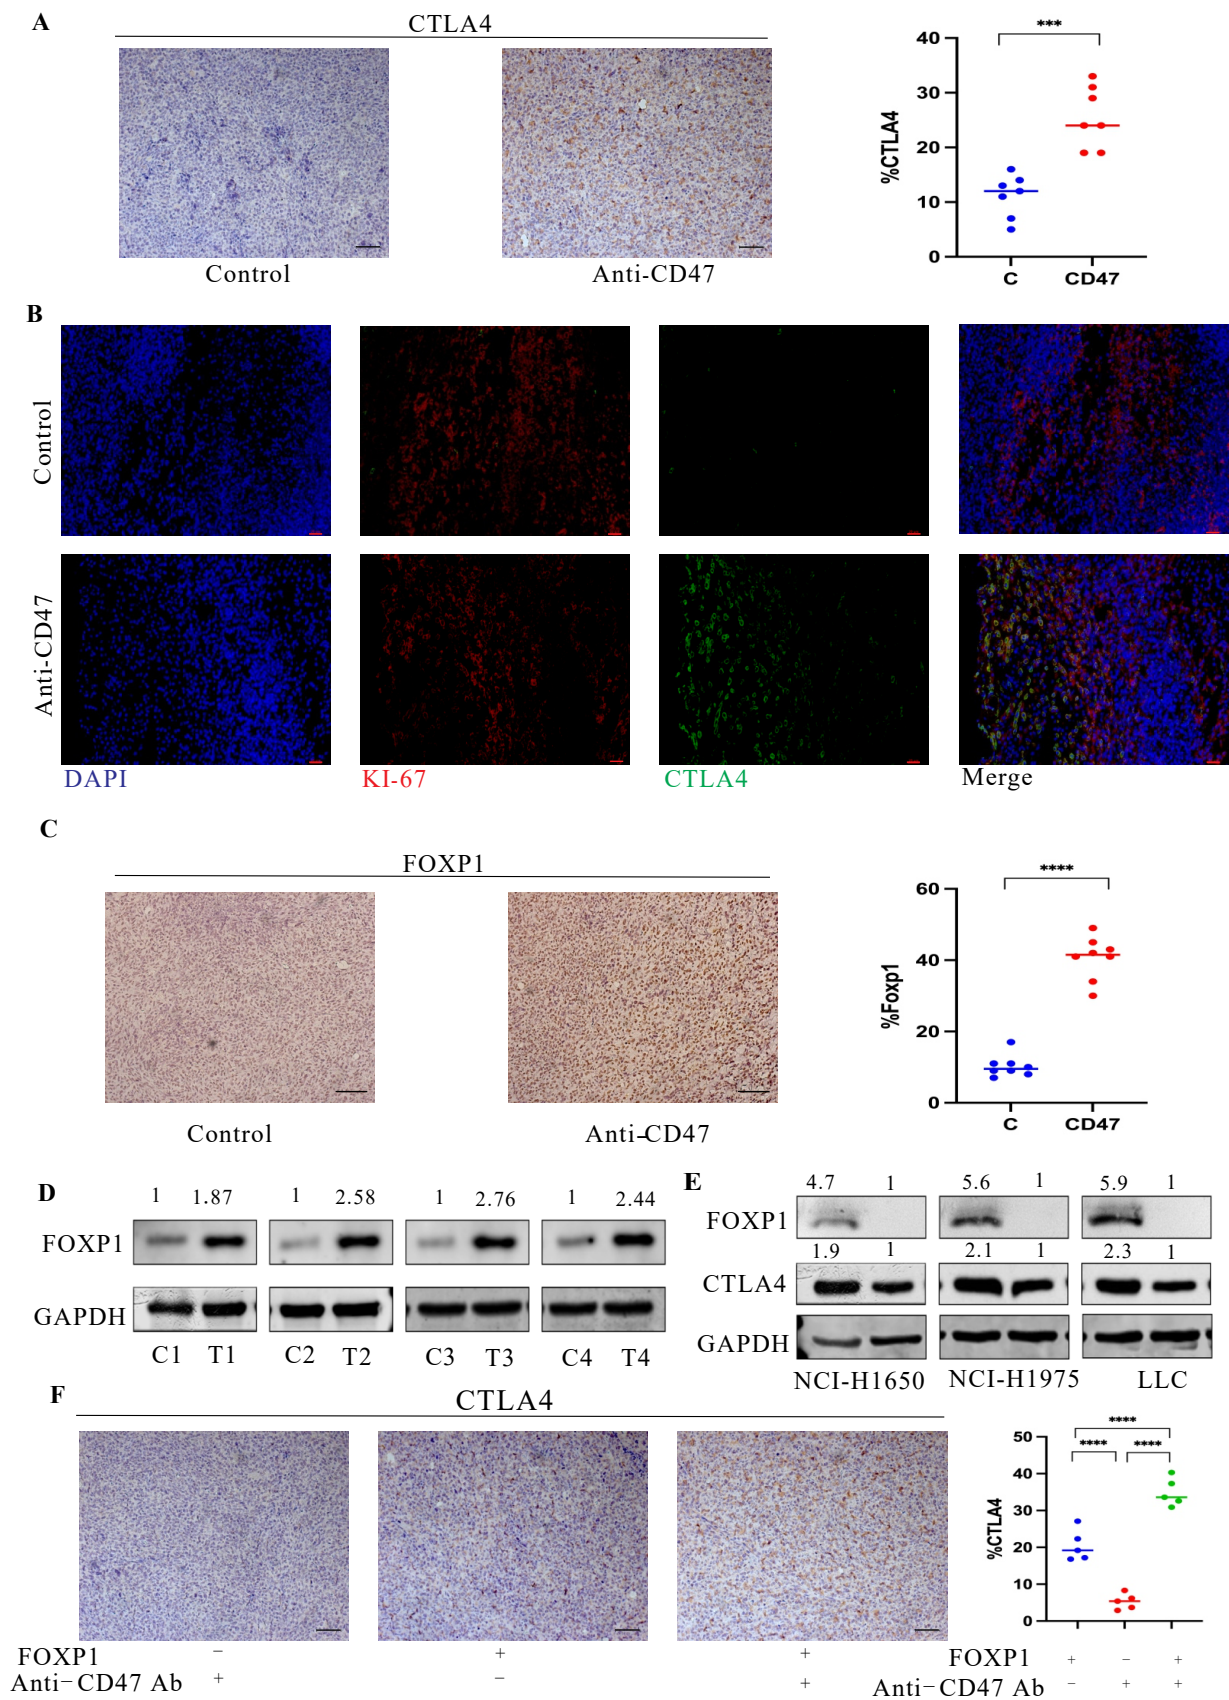 A
CTLA4
Control
Anti-CD47
***
40
30
20
10
0
%CTLA4
C
CD47
B
Control
Anti-CD47
DAPI
KI-67
CTLA4
Merge
C
FOXP1
Control
Anti-CD47
****
60
40
20
0
%Foxp1
C
CD47
D
1 1.87 1 2.58 1 2.76 1 2.44
FOXP1
GAPDH
C1 T1 C2 T2 C3 T3 C4 T4
E
4.7 1 5.6 1 5.9 1
FOXP1
1.9 1 2.1 1 2.3 1
CTLA4
GAPDH
NCI-H1650 NCI-H1975 LLC
F
CTLA4
FOXP1 − + +
Anti-CD47 Ab + − +
****
**** ****
50
40
30
20
10
0
%CTLA4
FOXP1 + − +
Anti-CD47 Ab − + +